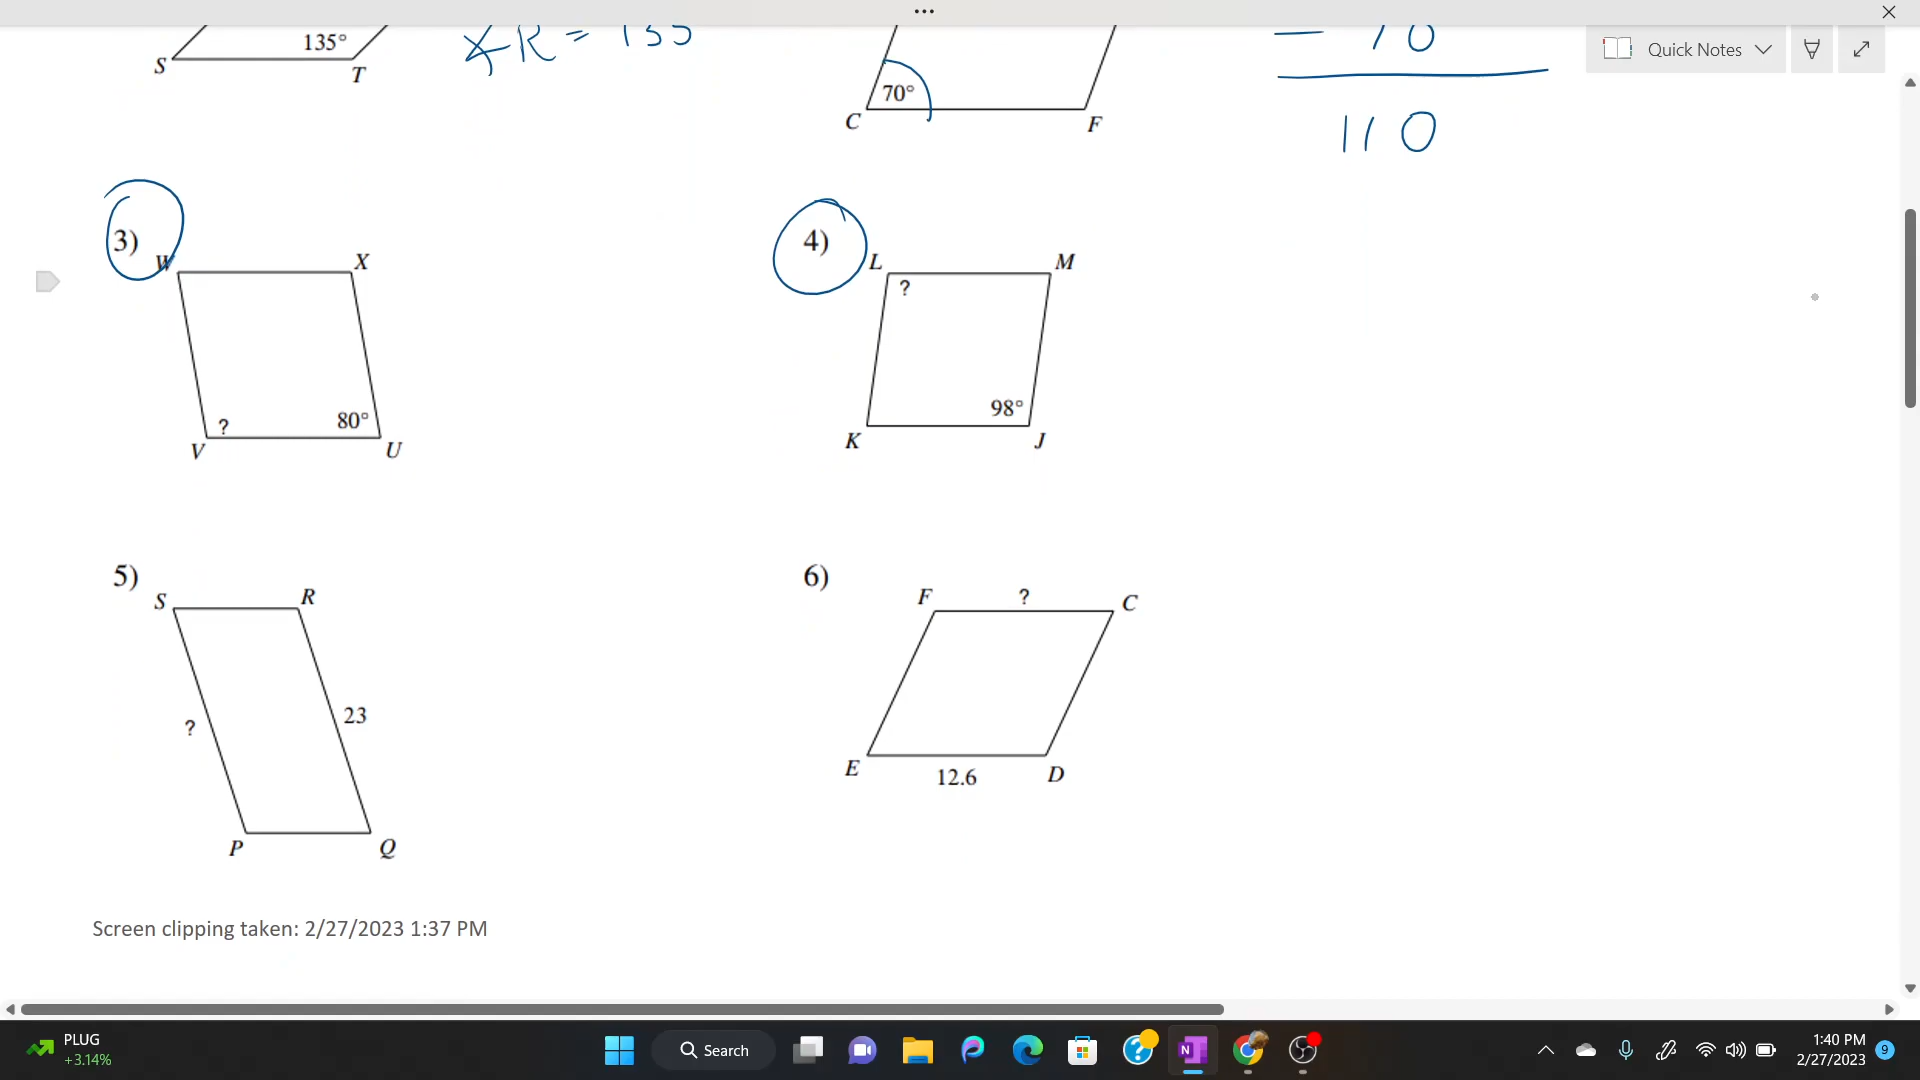 135°
∡R = 135
S
T
- 70
70°
C
F
110
Quick Notes
3)
W
X
?
80°
V
U
4)
L
M
?
98°
K
J
5)
S
R
?
23
P
Q
6)
F
?
C
E
12.6
D
Screen clipping taken: 2/27/2023 1:37 PM
PLUG
+3.14%
Search
1:40 PM
2/27/2023
9